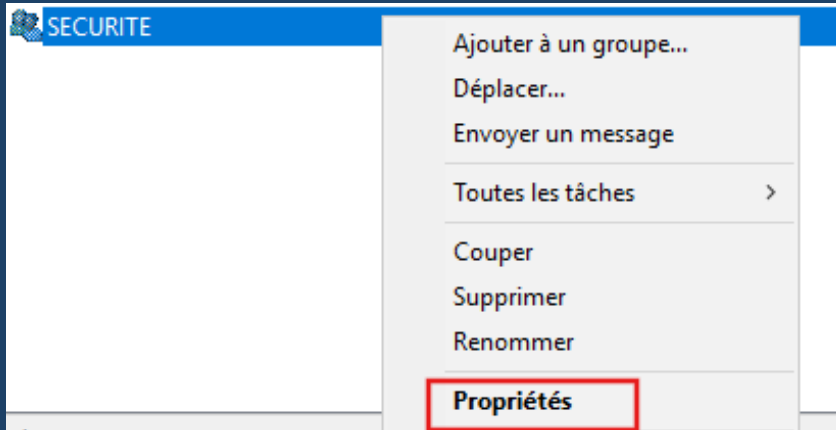 SECURITE
Ajouter à un groupe...
Déplacer...
Envoyer un message
Toutes les tâches
Couper
Supprimer
Renommer
Propriétés